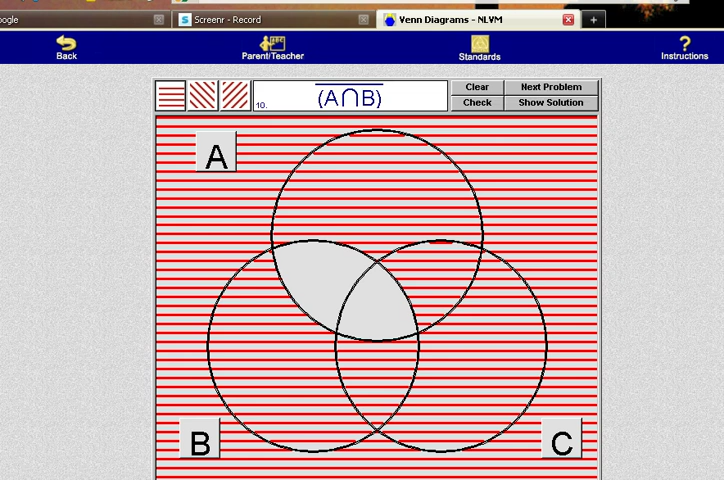 oogle
Screenr - Record
Venn Diagrams - NLVM
Back
Parent/Teacher
Standards
Instructions
10.
(A∩B)
Clear
Next Problem
Check
Show Solution
A
B
C